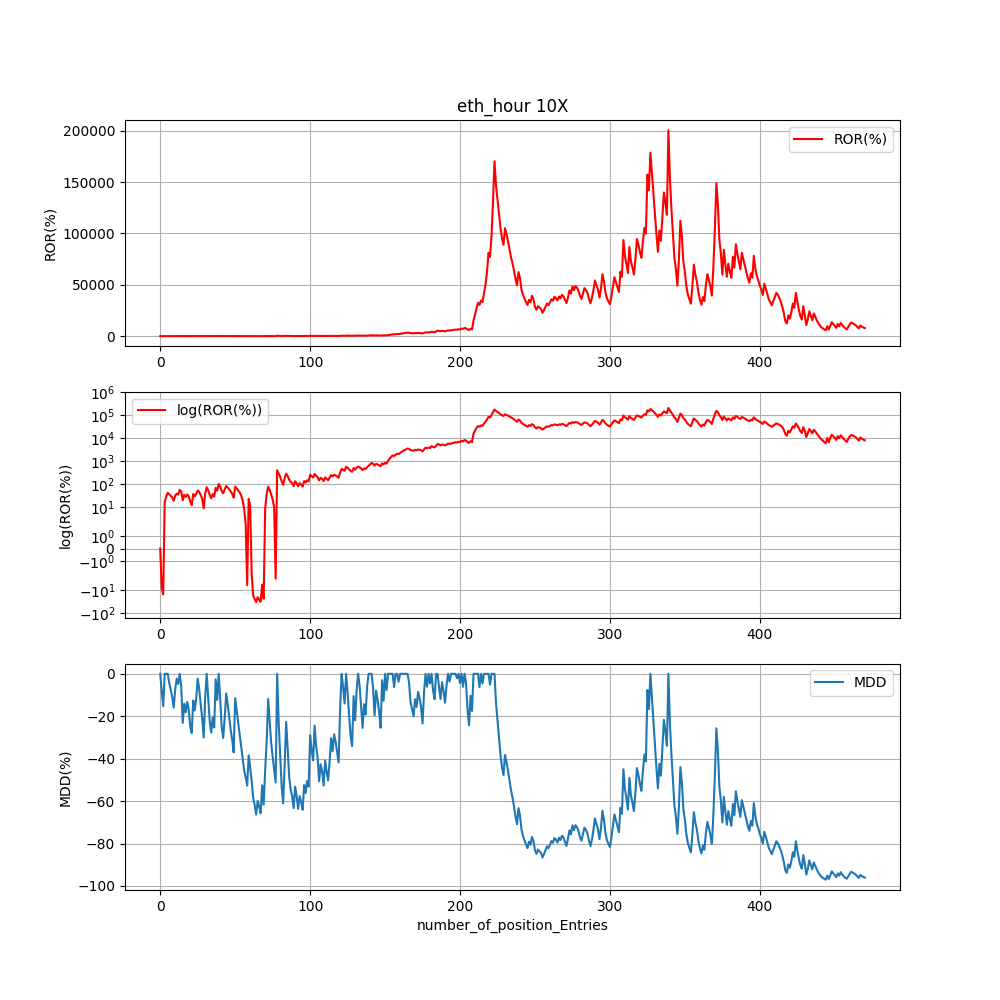 eth_hour 10X
ROR(%)
200000
150000
100000
50000
0
ROR(%)
0 100 200 300 400
log(ROR(%))
10^6
10^5
10^4
10^3
10^2
10^1
10^0
0
−10^0
−10^1
−10^2
log(ROR(%))
0 100 200 300 400
MDD
0
−20
−40
−60
−80
−100
MDD(%)
0 100 200 300 400
number_of_position_Entries